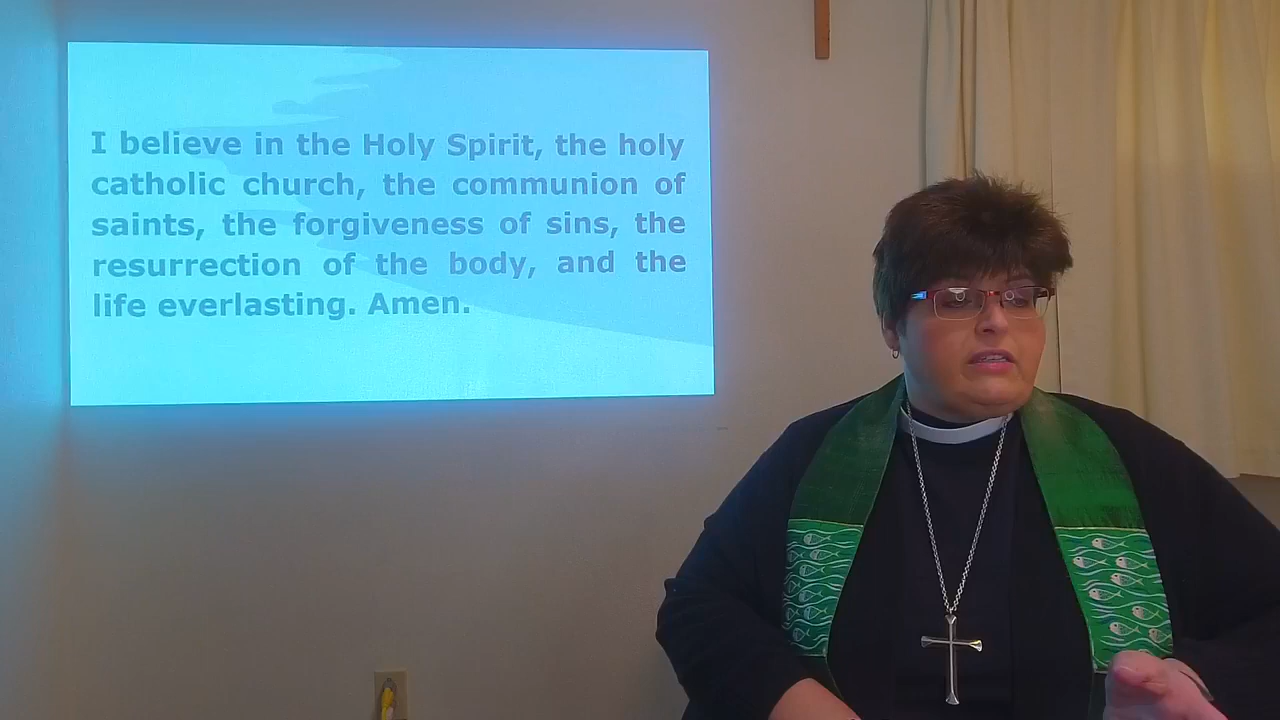 I believe in the Holy Spirit, the holy
catholic church, the communion of
saints, the forgiveness of sins, the
resurrection of the body, and the
life everlasting. Amen.